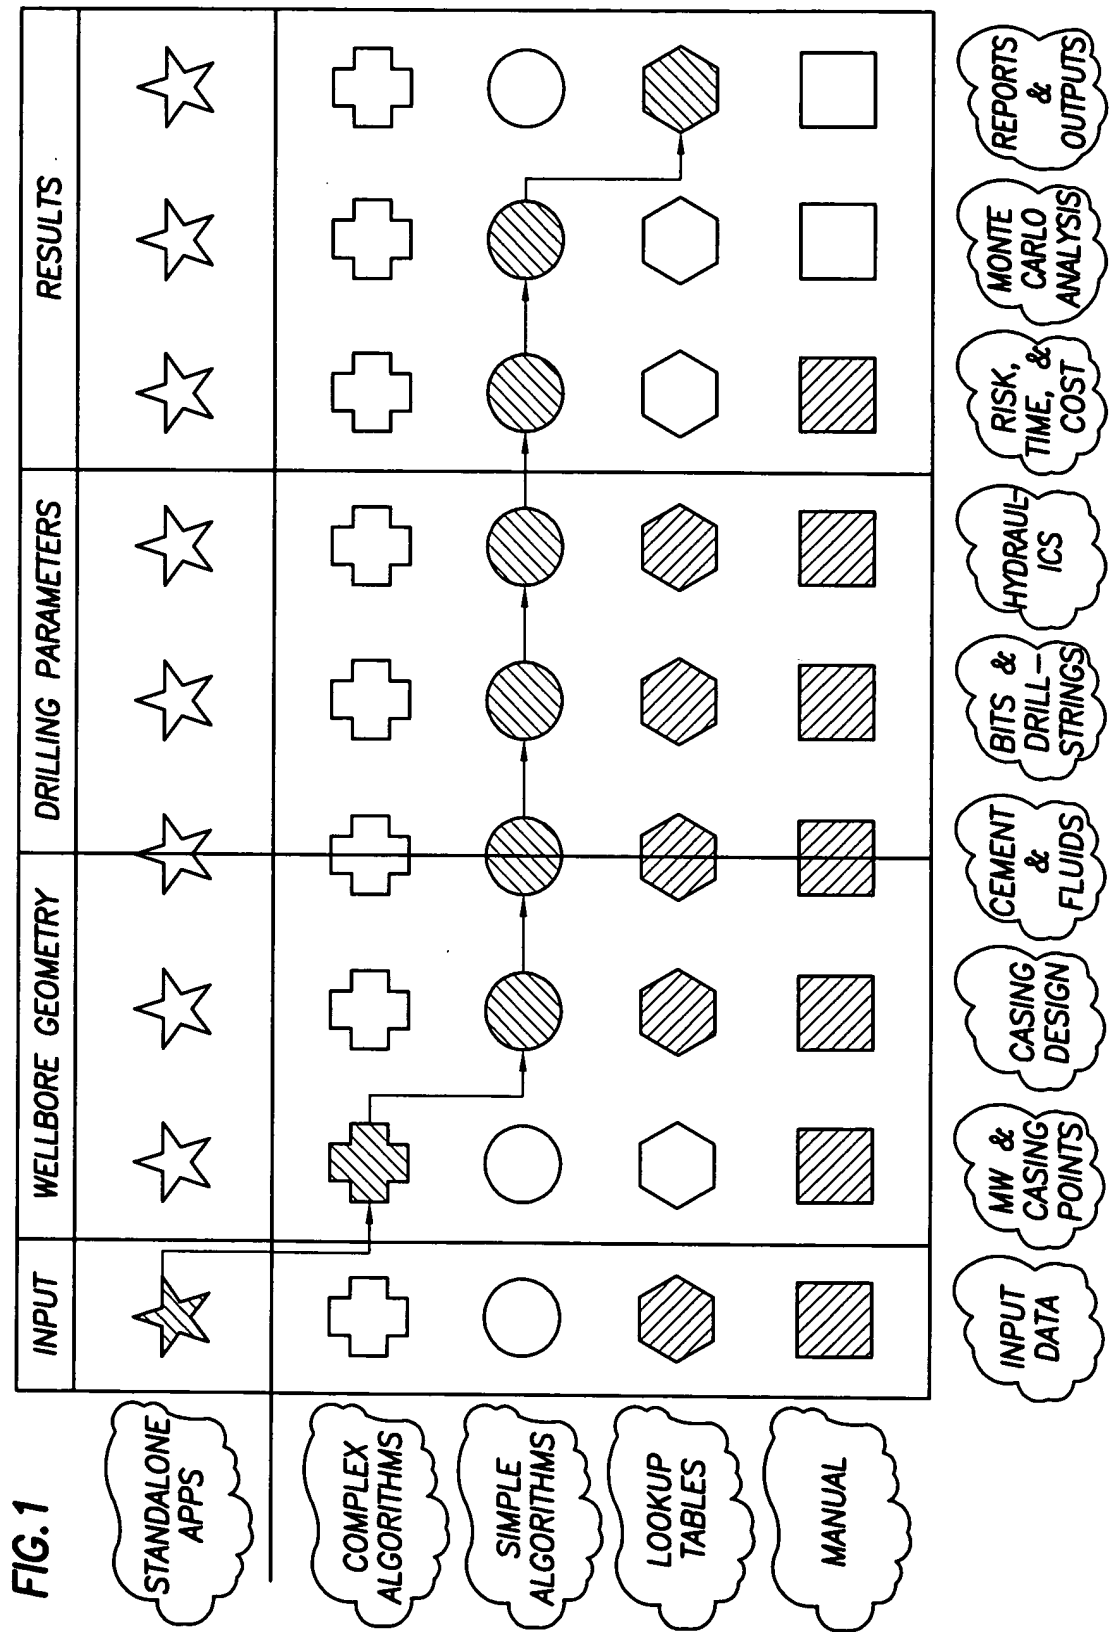 FIG.1
INPUT
WELLBORE GEOMETRY
DRILLING PARAMETERS
RESULTS
STANDALONE
APPS
COMPLEX
ALGORITHMS
SIMPLE
ALGORITHMS
LOOKUP
TABLES
MANUAL
INPUT
DATA
MW &
CASING
POINTS
CASING
DESIGN
CEMENT
&
FLUIDS
BITS &
DRILL-
STRINGS
HYDRAUL-
ICS
RISK,
TIME, &
COST
MONTE
CARLO
ANALYSIS
REPORTS
&
OUTPUTS